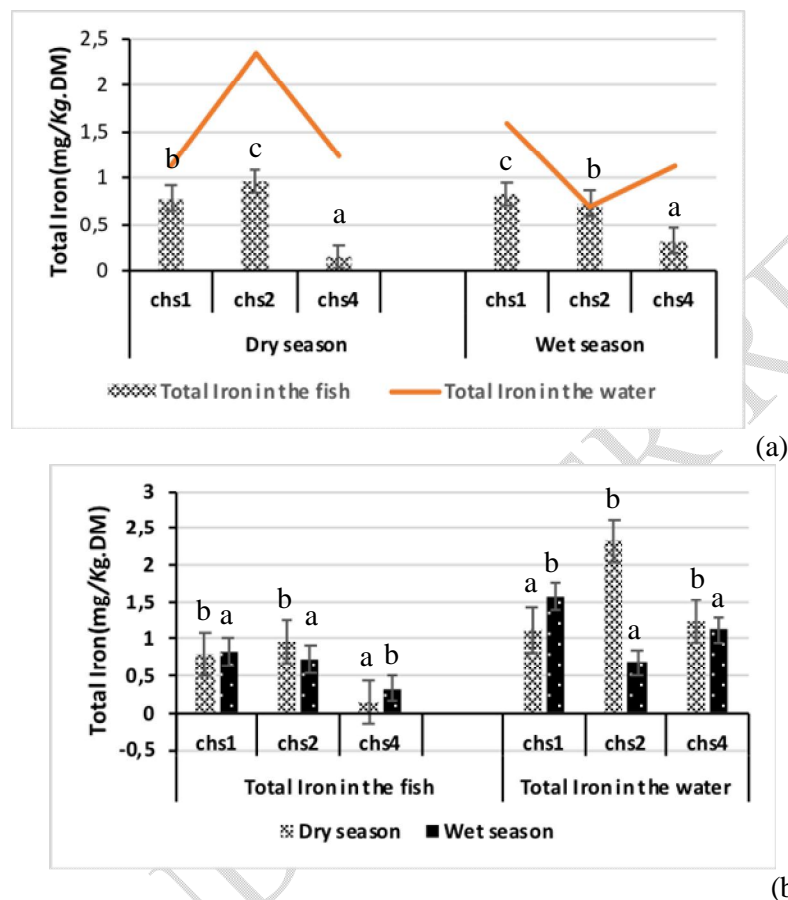 2,5
2
1,5
1
0,5
0
Total Iron (mg/Kg.DM)
b c a c b a
chs1 chs2 chs4 chs1 chs2 chs4
Dry season Wet season
Total Iron in the fish Total Iron in the water
(a)
3
2,5
2
1,5
1
0,5
0
-0,5
Total Iron (mg/Kg.DM)
b a b a a b a b b a b a
chs1 chs2 chs4 chs1 chs2 chs4
Total Iron in the fish Total Iron in the water
Dry season Wet season
(b